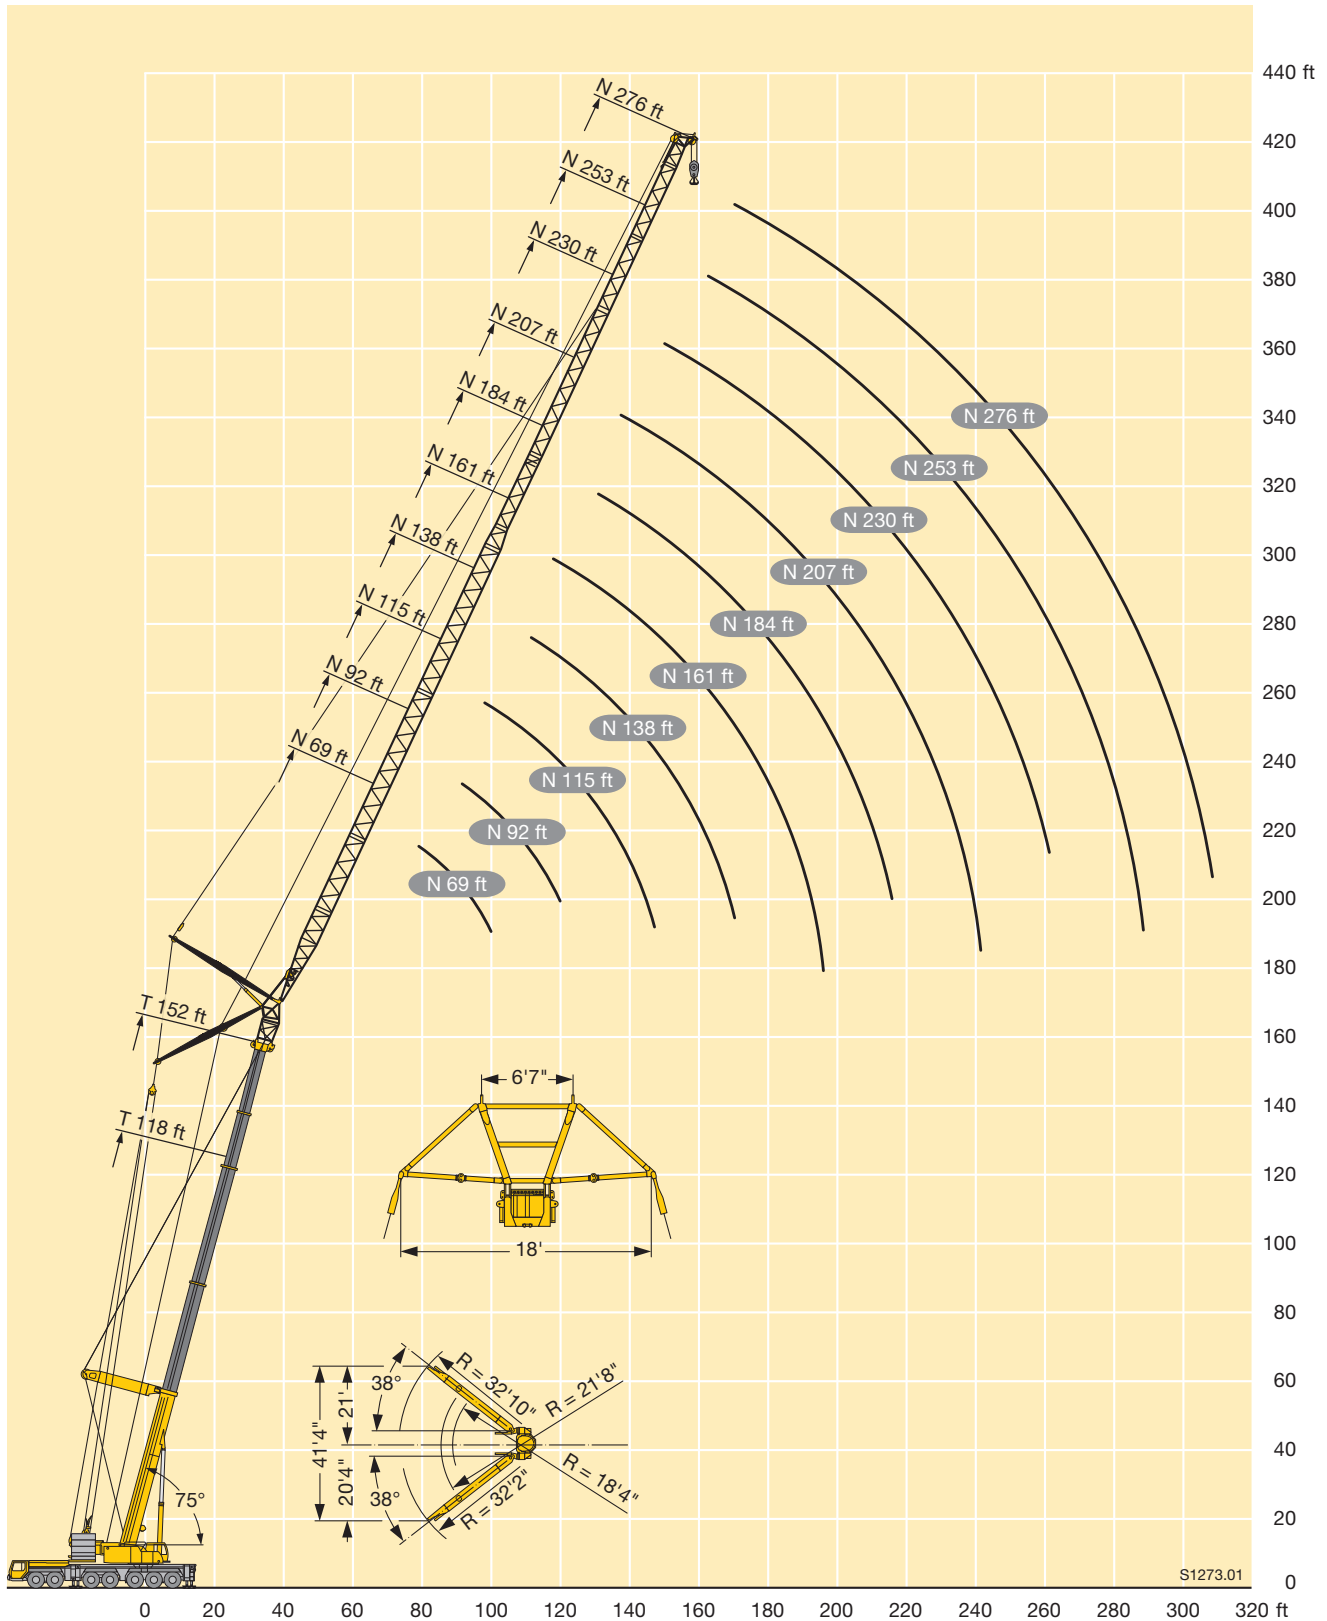 440 ft
N 276 ft
420
N 253 ft
400
N 230 ft
380
N 207 ft
360
N 184 ft
340
N 276 ft
N 161 ft
N 253 ft
320
N 138 ft
N 230 ft
300
N 115 ft
N 207 ft
280
N 184 ft
N 92 ft
N 161 ft
260
N 69 ft
N 138 ft
240
N 115 ft
220
N 92 ft
200
N 69 ft
180
T 152 ft
160
6'7"
140
T 118 ft
120
18'
100
80
38°
R = 32'10"
R = 21'8"
60
21'
41'4"
40
20'4"
38°
R = 32'2"
R = 18'4"
75°
20
S1273.01
0
0 20 40 60 80 100 120 140 160 180 200 220 240 260 280 300 320 ft